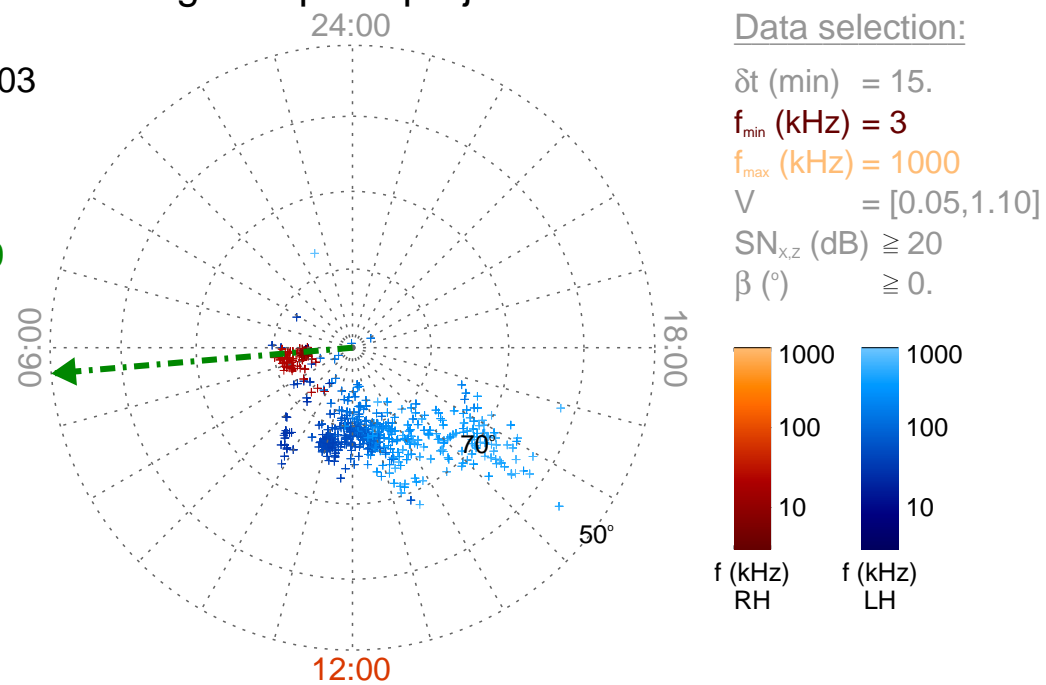 24:00
03
06:00
18:00
70°
50°
12:00
Data selection:
δt (min) = 15.
fmin (kHz) = 3
fmax (kHz) = 1000
V = [0.05,1.10]
SNx,z (dB) ≧ 20
β (°) ≧ 0.
1000
100
10
f (kHz)
RH
1000
100
10
f (kHz)
LH